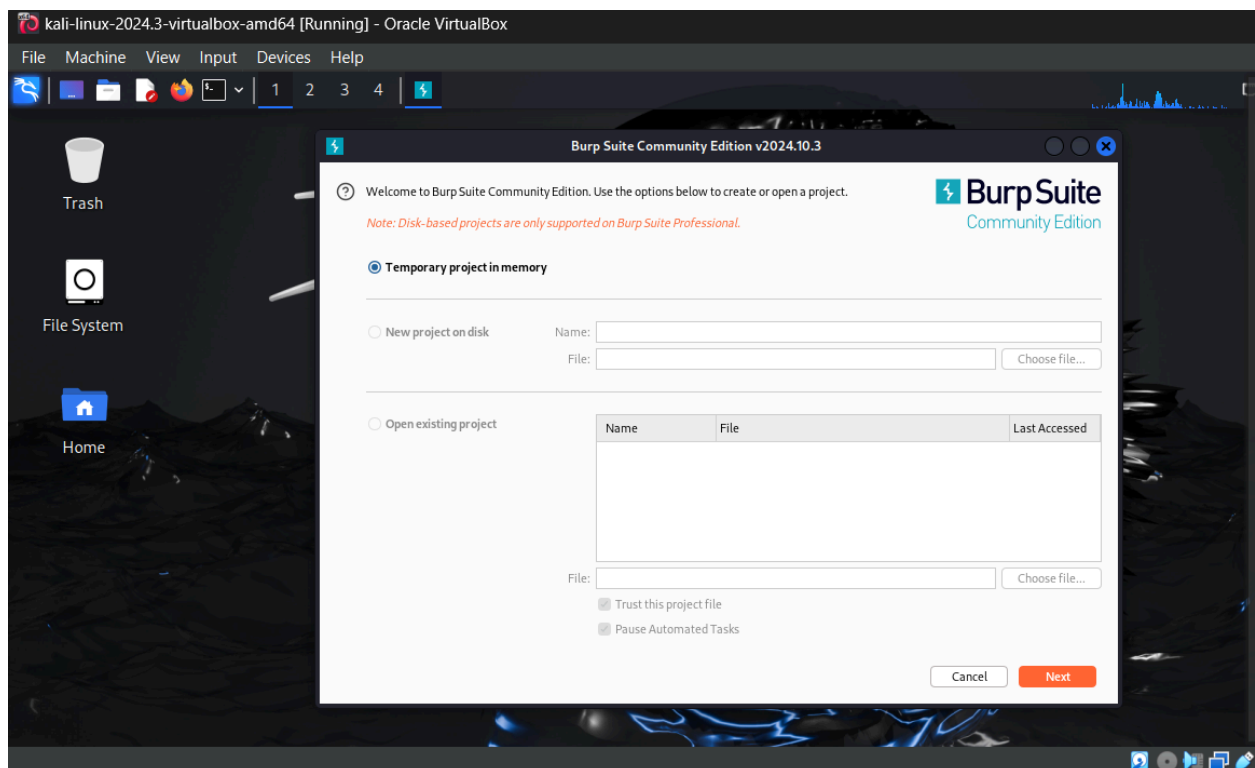 kali-linux-2024.3-virtualbox-amd64 [Running] - Oracle VirtualBox
File Machine View Input Devices Help
1 2 3 4
Trash
File System
Home
Burp Suite Community Edition v2024.10.3
Welcome to Burp Suite Community Edition. Use the options below to create or open a project.
Note: Disk-based projects are only supported on Burp Suite Professional.
Burp Suite
Community Edition
Temporary project in memory
New project on disk
Name:
File:
Choose file...
Open existing project
Name File Last Accessed
File:
Choose file...
Trust this project file
Pause Automated Tasks
Cancel Next